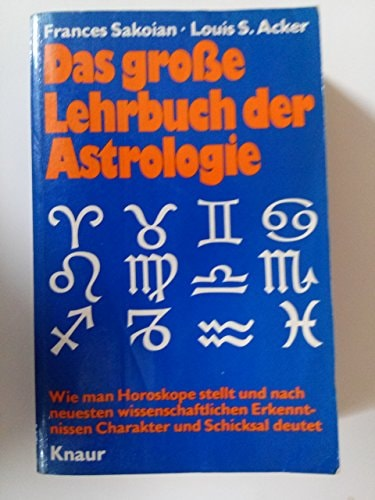 Frances Sakoian · Louis S. Acker
Das große
Lehrbuch der
Astrologie
♈ ♉ ♊ ♋
♌ ♍ ♎ ♏
♐ ♑ ♒ ♓
Wie man Horoskope stellt und nach
neuesten wissenschaftlichen Erkennt-
nissen Charakter und Schicksal deutet
Knaur